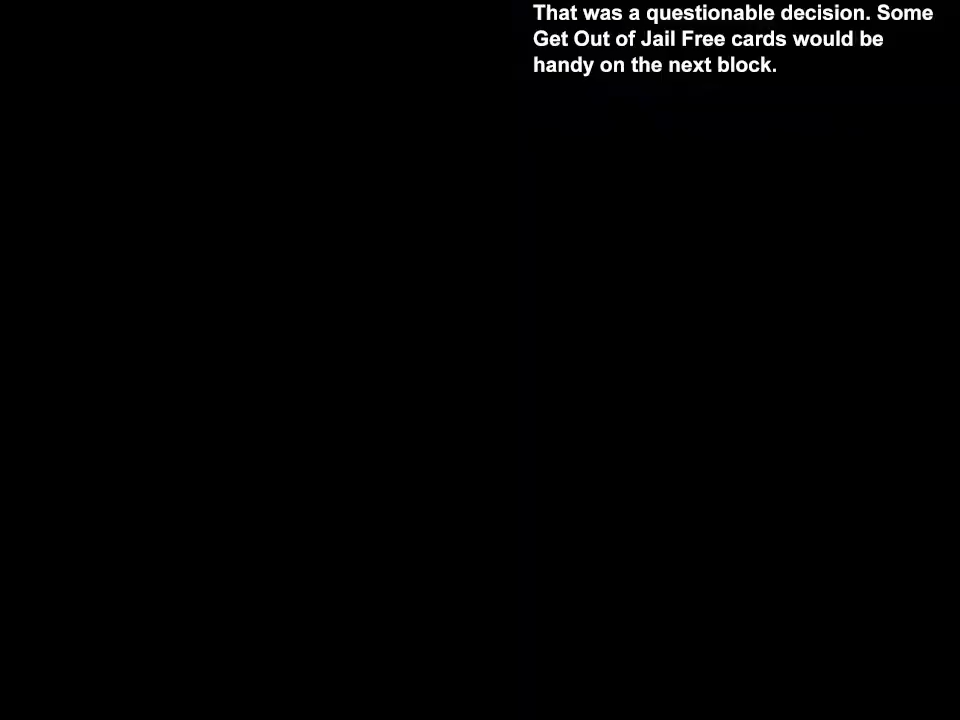 That was a questionable decision. Some
Get Out of Jail Free cards would be
handy on the next block.